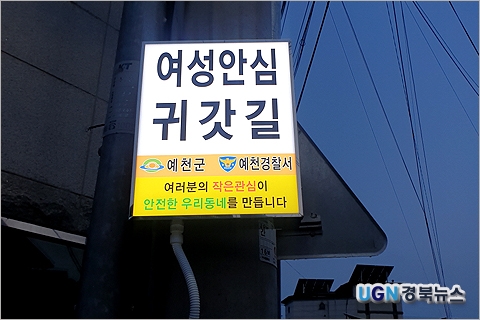 여성안심
귀갓길
예천군 예천경찰서
여러분의 작은관심이
안전한 우리동네를 만듭니다
UGN경북뉴스